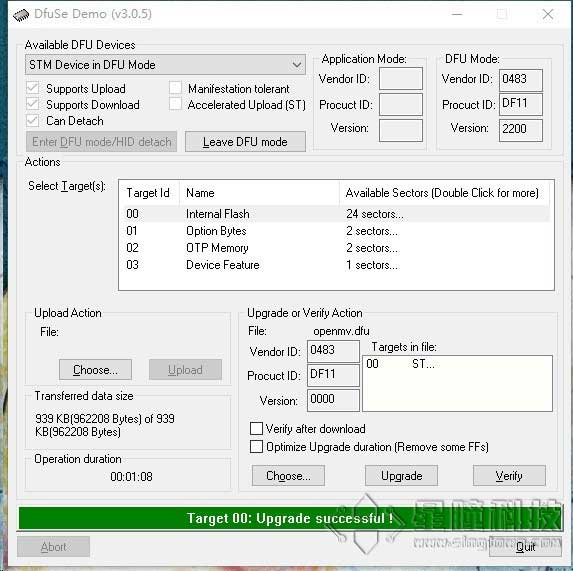 DfuSe Demo (v3.0.5)
Available DFU Devices
STM Device in DFU Mode
Supports Upload
Manifestation tolerant
Supports Download
Accelerated Upload (ST)
Can Detach
Enter DFU mode/HID detach
Leave DFU mode
Application Mode:
Vendor ID:
Procuct ID:
Version:
DFU Mode:
Vendor ID: 0483
Procuct ID: DF11
Version: 2200
Actions
Select Target(s):
Target Id Name Available Sectors (Double Click for more)
00 Internal Flash 24 sectors...
01 Option Bytes 2 sectors...
02 OTP Memory 2 sectors...
03 Device Feature 1 sectors...
Upload Action
File:
Choose...
Upload
Transferred data size
939 KB(962208 Bytes) of 939
KB(962208 Bytes)
Operation duration
00:01:08
Upgrade or Verify Action
File: openmv.dfu
Vendor ID: 0483
Procuct ID: DF11
Version: 0000
Targets in file:
00 ST...
Verify after download
Optimize Upgrade duration (Remove some FFs)
Choose...
Upgrade
Verify
Target 00: Upgrade successful !
Abort
Quit
星瞳科技